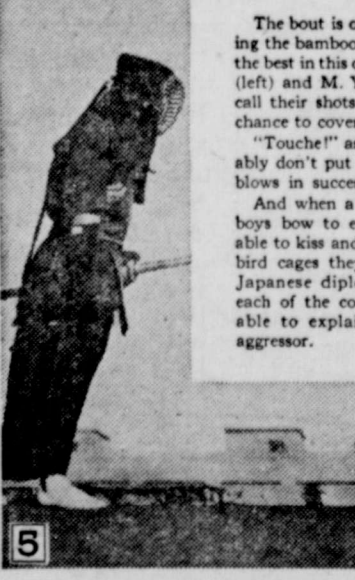 The bout is
ing the bamboo
the best in this
(left) and M.
call their shots
chance to cover
"Touche!"
ably don't put
blows in succe
And when a
boys bow to
able to kiss and
bird cages the
Japanese diple
each of the co
able to explai
aggressor.
5